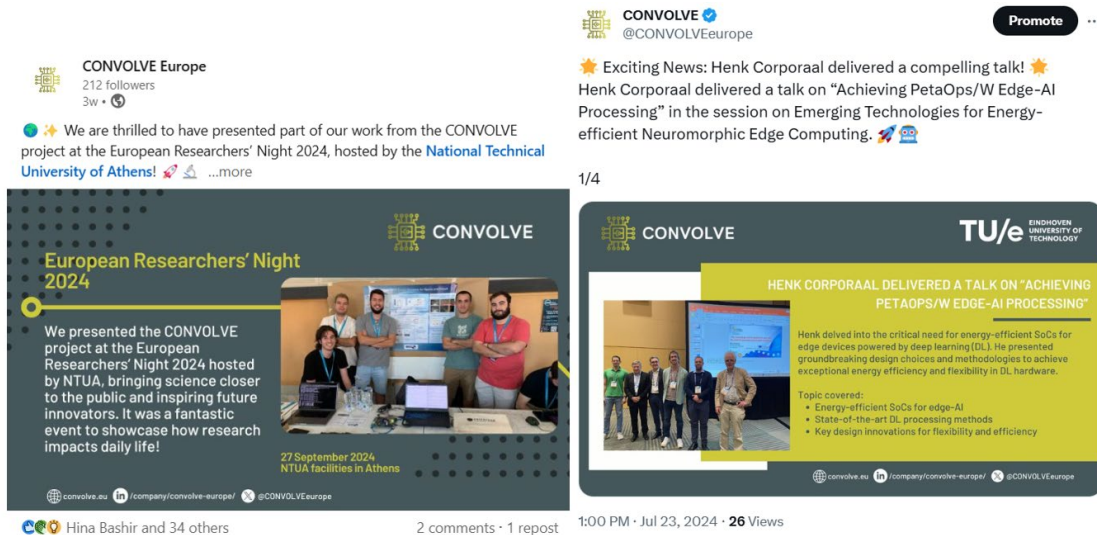 CONVOLVE Europe
212 followers
3w •
We are thrilled to have presented part of our work from the CONVOLVE
project at the European Researchers' Night 2024, hosted by the National Technical
University of Athens! ...more
CONVOLVE
European Researchers' Night
2024
We presented the CONVOLVE
project at the European
Researchers' Night 2024 hosted
by NTUA, bringing science closer
to the public and inspiring future
innovators. It was a fantastic
event to showcase how research
impacts daily life!
27 September 2024
NTUA facilities in Athens
convolve.eu in /company/convolve-europe/ X @CONVOLVEeurope
Hina Bashir and 34 others
2 comments · 1 repost
CONVOLVE
@CONVOLVEeurope
Promote
Exciting News: Henk Corporaal delivered a compelling talk!
Henk Corporaal delivered a talk on “Achieving PetaOps/W Edge-AI
Processing” in the session on Emerging Technologies for Energy-
efficient Neuromorphic Edge Computing.
1/4
CONVOLVE
TU/e EINDHOVEN
UNIVERSITY OF
TECHNOLOGY
HENK CORPORAAL DELIVERED A TALK ON “ACHIEVING
PETAOPS/W EDGE-AI PROCESSING”
Henk delved into the critical need for energy-efficient SoCs for
edge devices powered by deep learning (DL). He presented
groundbreaking design choices and methodologies to achieve
exceptional energy efficiency and flexibility in DL hardware.
Topic covered:
• Energy-efficient SoCs for edge-AI
• State-of-the-art DL processing methods
• Key design innovations for flexibility and efficiency
convolve.eu in /company/convolve-europe/ X @CONVOLVEeurope
1:00 PM · Jul 23, 2024 · 26 Views